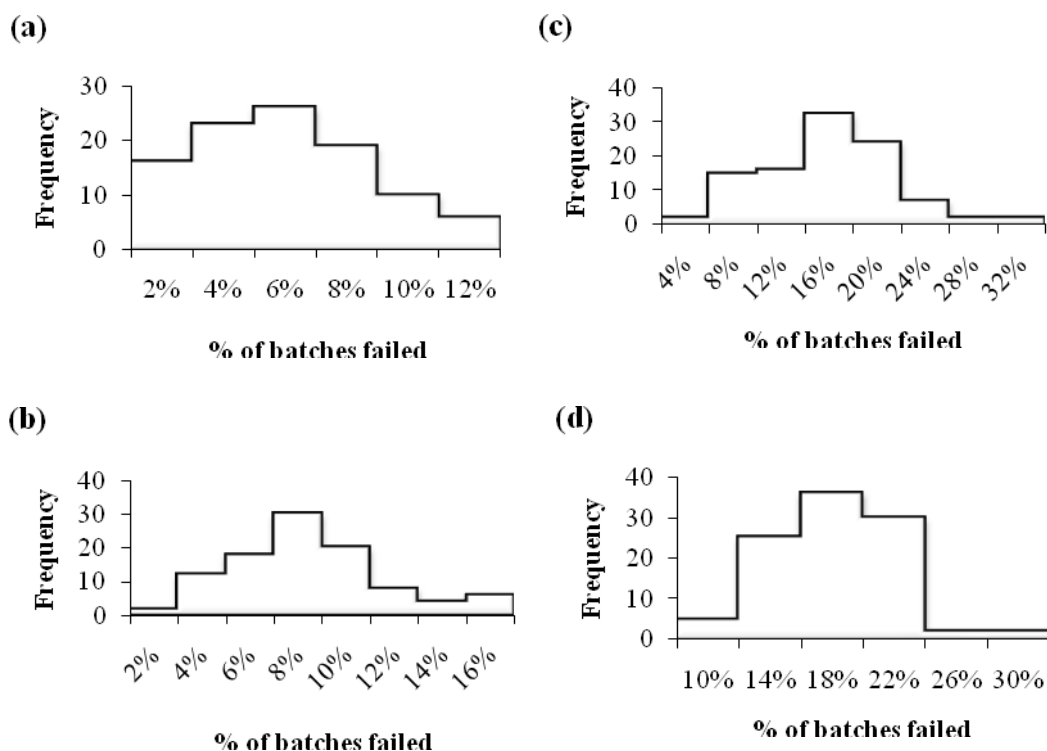 (a)
30
20
10
0
Frequency
2% 4% 6% 8% 10% 12%
% of batches failed
(c)
40
30
20
10
0
Frequency
4% 8% 12% 16% 20% 24% 28% 32%
% of batches failed
(b)
40
30
20
10
0
Frequency
2% 4% 6% 8% 10% 12% 14% 16%
% of batches failed
(d)
40
30
20
10
0
Frequency
10% 14% 18% 22% 26% 30%
% of batches failed